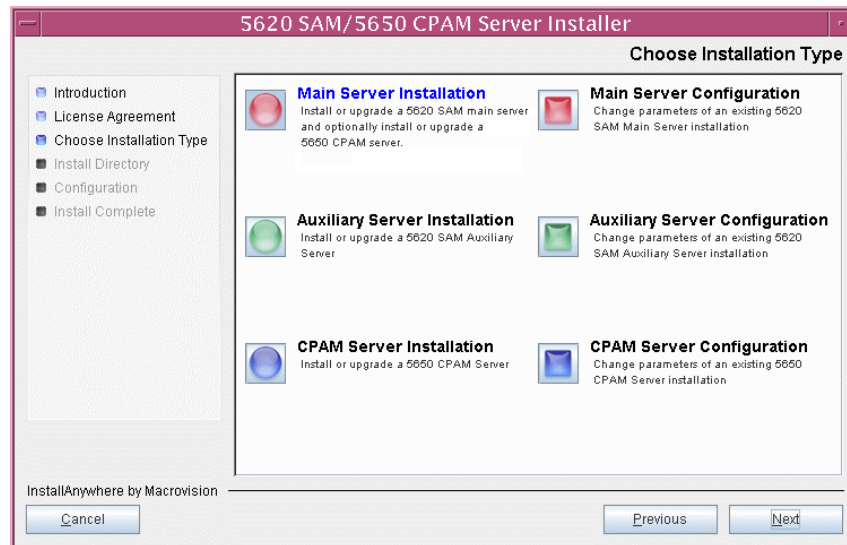 5620 SAM/5650 CPAM Server Installer
Choose Installation Type
Introduction
License Agreement
Choose Installation Type
Install Directory
Configuration
Install Complete
Main Server Installation
Install or upgrade a 5620 SAM main server
and optionally install or upgrade a
5650 CPAM server.
Main Server Configuration
Change parameters of an existing 5620
SAM Main Server installation
Auxiliary Server Installation
Install or upgrade a 5620 SAM Auxiliary
Server
Auxiliary Server Configuration
Change parameters of an existing 5620
SAM Auxiliary Server installation
CPAM Server Installation
Install or upgrade a 5650 CPAM Server
CPAM Server Configuration
Change parameters of an existing 5650
CPAM Server installation
InstallAnywhere by Macrovision
Cancel
Previous
Next